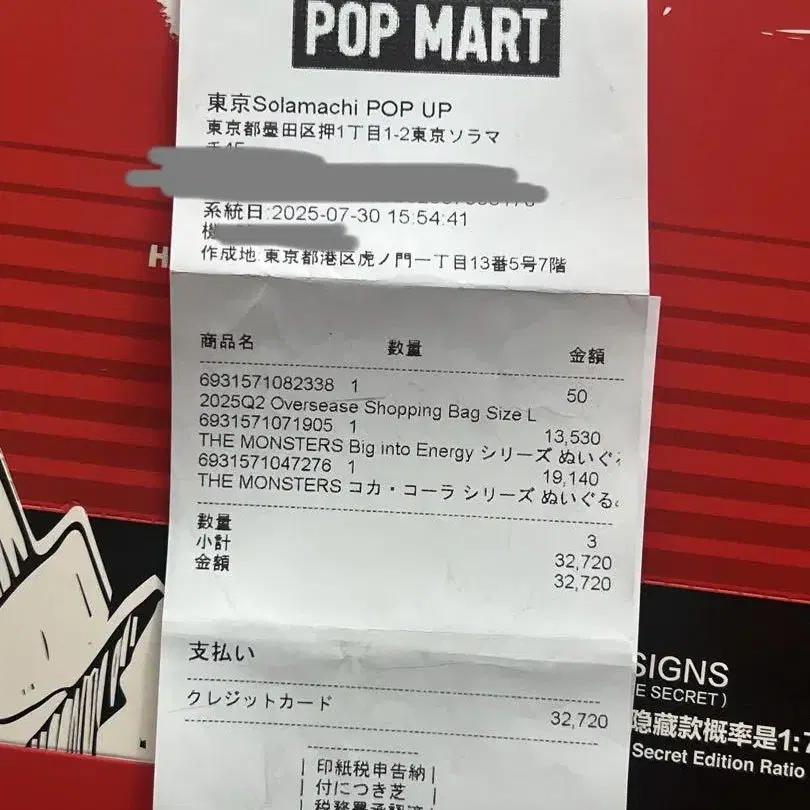 POP MART
東京Solamachi POP UP
東京都墨田区押1丁目1-2東京ソラマ
系統日:2025-07-30 15:54:41
作成地:東京都港区虎ノ門一丁目13番5号7階
商品名 数量 金額
6931571082338 1 50
2025Q2 Oversease Shopping Bag Size L
6931571071905 1 13,530
THE MONSTERS Big into Energy シリーズ ぬいぐ
6931571047276 1 19,140
THE MONSTERS コカ・コーラ シリーズ ぬいぐる
数量 3
小計 32,720
金額 32,720
支払い
クレジットカード 32,720
印紙税申告納
付につき芝
税務署承認済
SIGNS
E SECRET)
隐藏款概率是1:7
Secret Edition Ratio